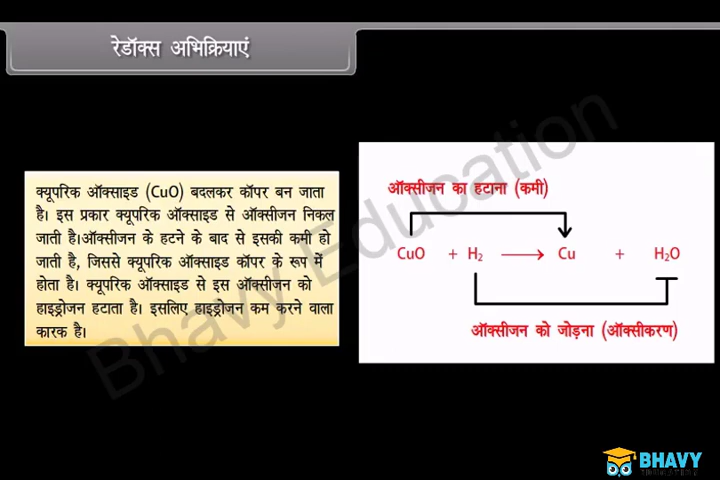 रेडॉक्स अभिक्रियाएं
क्यूपरिक ऑक्साइड (CuO) बदलकर कॉपर बन जाता
है। इस प्रकार क्यूपरिक ऑक्साइड से ऑक्सीजन निकल
जाती है।ऑक्सीजन के हटने के बाद से इसकी कमी हो
जाती है, जिससे क्यूपरिक ऑक्साइड कॉपर के रूप में
होता है। क्यूपरिक ऑक्साइड से इस ऑक्सीजन को
हाइड्रोजन हटाता है। इसलिए हाइड्रोजन कम करने वाला
कारक है।
ऑक्सीजन का हटाना (कमी)
CuO + H₂ ⟶ Cu + H₂O
ऑक्सीजन को जोड़ना (ऑक्सीकरण)
Bhavy Education
BHAVY
EDUCATION